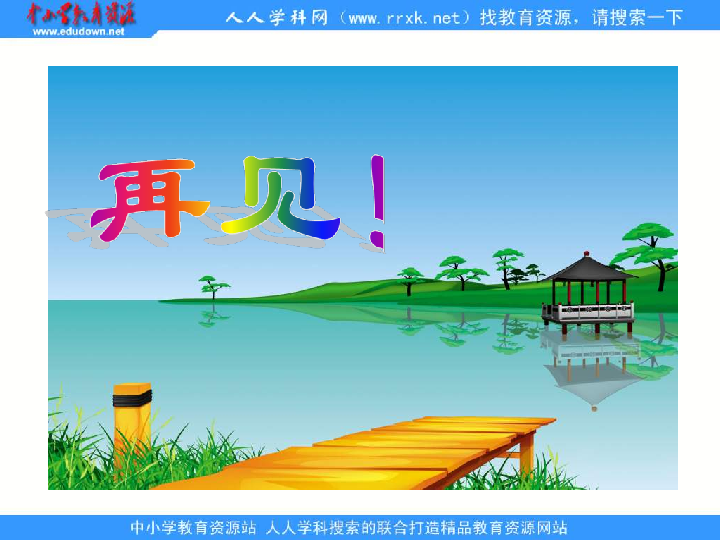 中小学教育资源
www.edudown.net
人人学科网（www.rrxk.net）找教育资源，请搜索一下
再见！
中小学教育资源站 人人学科搜索的联合打造精品教育资源网站